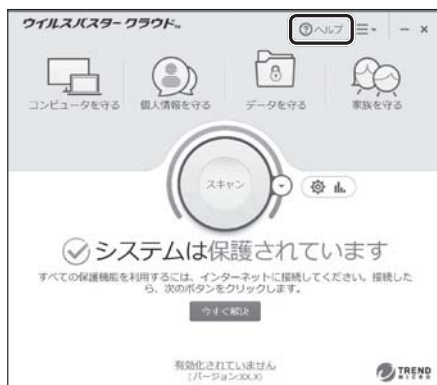 ウイルスバスター クラウド™
?ヘルプ
コンピュータを守る 個人情報を守る データを守る 家族を守る
スキャン
システムは保護されています
すべての保護機能を利用するには、インターネットに接続してください。接続した
ら、次のボタンをクリックします。
今すぐ解決
有効化されていません
(バージョン:XX.X)
TREND
MICRO